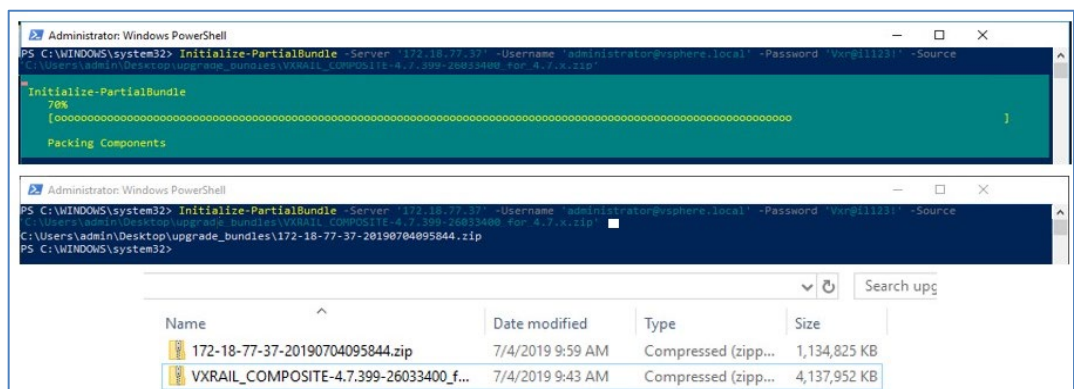 Administrator: Windows PowerShell
PS C:\WINDOWS\system32> Initialize-PartialBundle -Server '172.18.77.37' -Username 'administrator@vsphere.local' -Password 'Vxr@il123!' -Source
'C:\Users\admin\Desktop\upgrade_bundles\VXRAIL_COMPOSITE-4.7.399-26033400_for_4.7.x.zip'
Initialize-PartialBundle
70%
[oooooooooooooooooooooooooooooooooooooooooooooooooooooooooooooooooooooooooooooooooooooooooooooooooooooooooooooooo ]
Packing Components
Administrator: Windows PowerShell
PS C:\WINDOWS\system32> Initialize-PartialBundle -Server '172.18.77.37' -Username 'administrator@vsphere.local' -Password 'Vxr@il123!' -Source
'C:\Users\admin\Desktop\upgrade_bundles\VXRAIL_COMPOSITE-4.7.399-26033400_for_4.7.x.zip'
C:\Users\admin\Desktop\upgrade_bundles\172-18-77-37-20190704095844.zip
PS C:\WINDOWS\system32>
Search upg
Name Date modified Type Size
172-18-77-37-20190704095844.zip 7/4/2019 9:59 AM Compressed (zipp... 1,134,825 KB
VXRAIL_COMPOSITE-4.7.399-26033400_f... 7/4/2019 9:43 AM Compressed (zipp... 4,137,952 KB